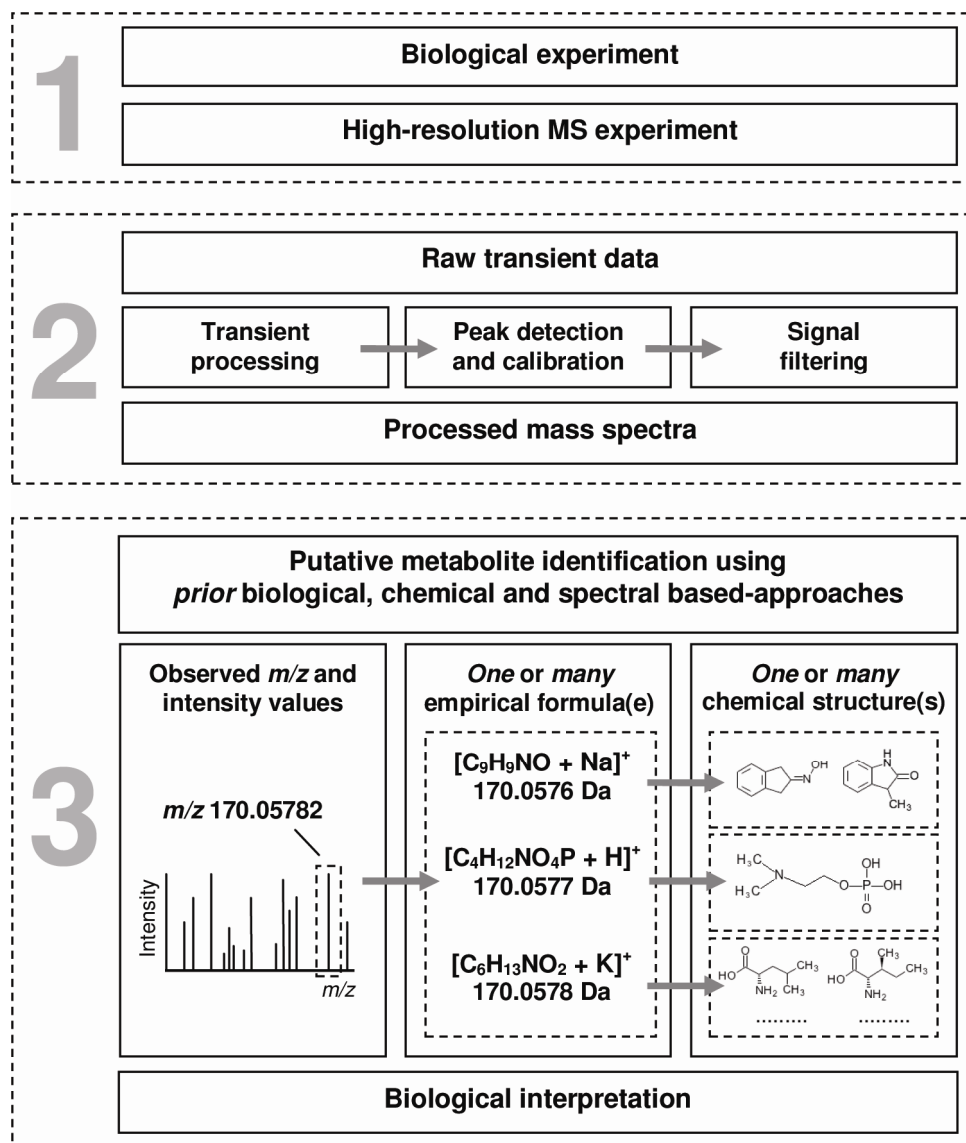 1
Biological experiment
High-resolution MS experiment
2
Raw transient data
Transient
processing
Peak detection
and calibration
Signal
filtering
Processed mass spectra
3
Putative metabolite identification using
prior biological, chemical and spectral based-approaches
Observed m/z and
intensity values
m/z 170.05782
Intensity
m/z
One or many
empirical formula(e)
[C₉H₉NO + Na]⁺
170.0576 Da
[C₄H₁₂NO₄P + H]⁺
170.0577 Da
[C₆H₁₃NO₂ + K]⁺
170.0578 Da
One or many
chemical structure(s)
OH
N
H
N
O
CH₃
H₃C
N
H₃C
O
P
OH
OH
O
O
HO
NH₂
CH₃
CH₃
O
HO
NH₂
CH₃
CH₃
.........
.........
Biological interpretation